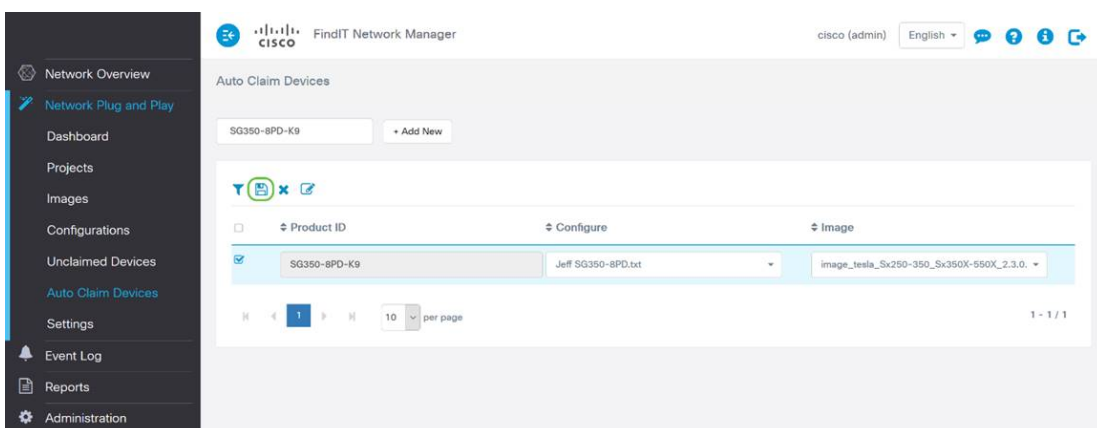 CISCO FindIT Network Manager cisco (admin) English
Network Overview
Network Plug and Play
Dashboard
Projects
Images
Configurations
Unclaimed Devices
Auto Claim Devices
Settings
Event Log
Reports
Administration
Auto Claim Devices
SG350-8PD-K9 + Add New
Product ID Configure Image
SG350-8PD-K9 Jeff SG350-8PD.txt image_tesla_Sx250-350_Sx350X-550X_2.3.0.
1 10 per page 1 - 1 / 1